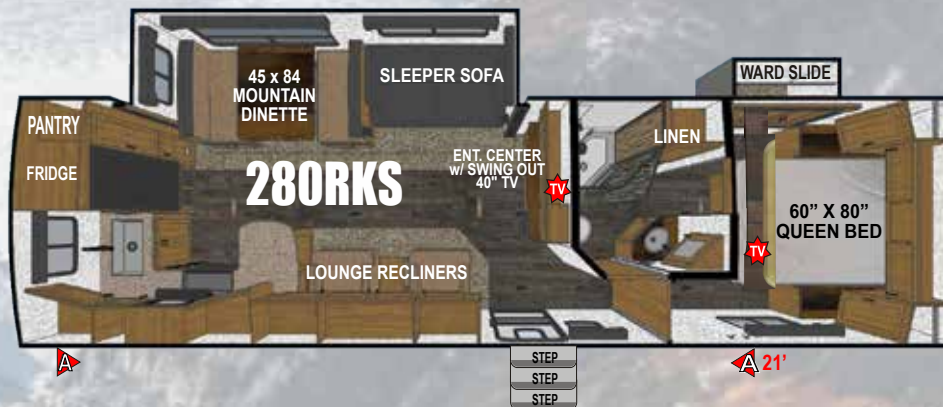 PANTRY
FRIDGE
45 x 84
MOUNTAIN
DINETTE
SLEEPER SOFA
280RKS
ENT. CENTER
w/ SWING OUT
40" TV
TV
LOUNGE RECLINERS
LINEN
WARD SLIDE
60” X 80”
QUEEN BED
TV
A
STEP
STEP
STEP
A 21'